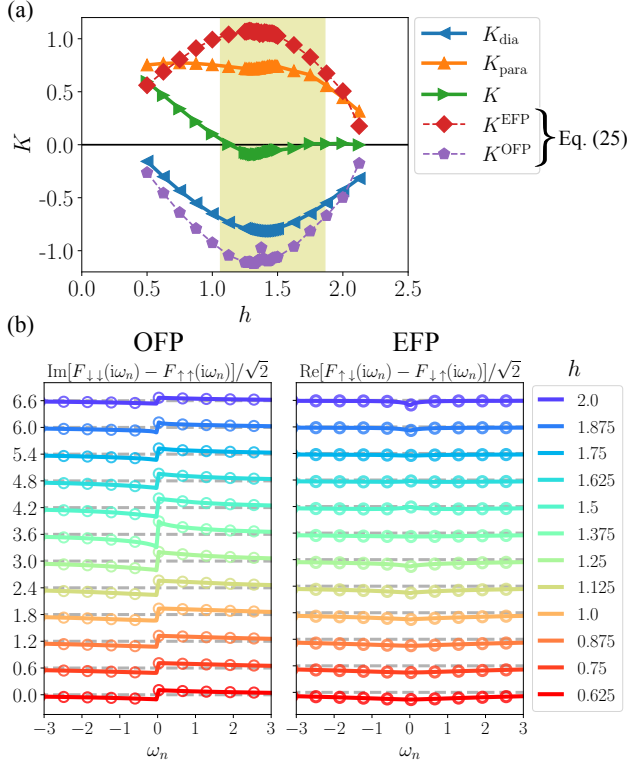 (a)
1.0
0.5
0.0
-0.5
-1.0
K
0.0 0.5 1.0 1.5 2.0 2.5
h
K_dia
K_para
K
K^EFP
K^OFP
} Eq. (25)
(b)
OFP
EFP
Im[F↓↓(iω_n) − F↑↑(iω_n)]/√2
Re[F↑↓(iω_n) − F↓↑(iω_n)]/√2
h
6.6
6.0
5.4
4.8
4.2
3.6
3.0
2.4
1.8
1.2
0.6
0.0
−3 −2 −1 0 1 2 3
ω_n
−3 −2 −1 0 1 2 3
ω_n
2.0
1.875
1.75
1.625
1.5
1.375
1.25
1.125
1.0
0.875
0.75
0.625